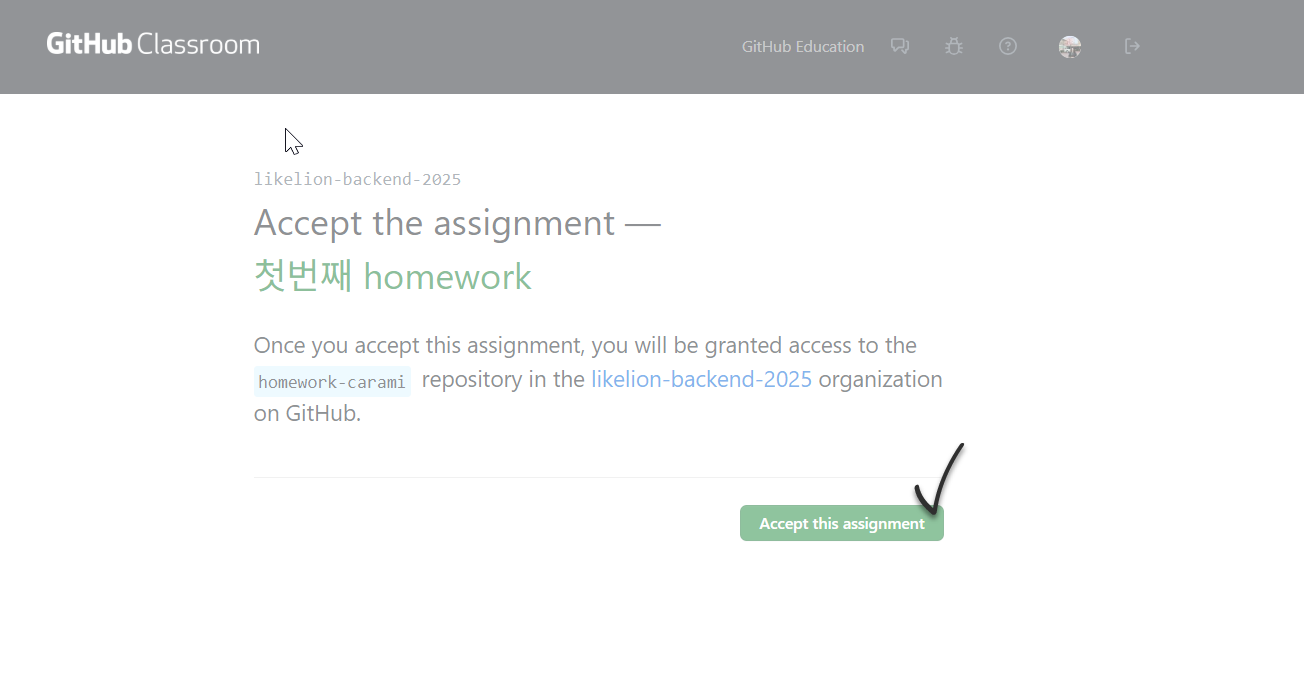 GitHub Classroom
GitHub Education
likelion-backend-2025
Accept the assignment —
첫번째 homework
Once you accept this assignment, you will be granted access to the
homework-carami repository in the likelion-backend-2025 organization
on GitHub.
Accept this assignment